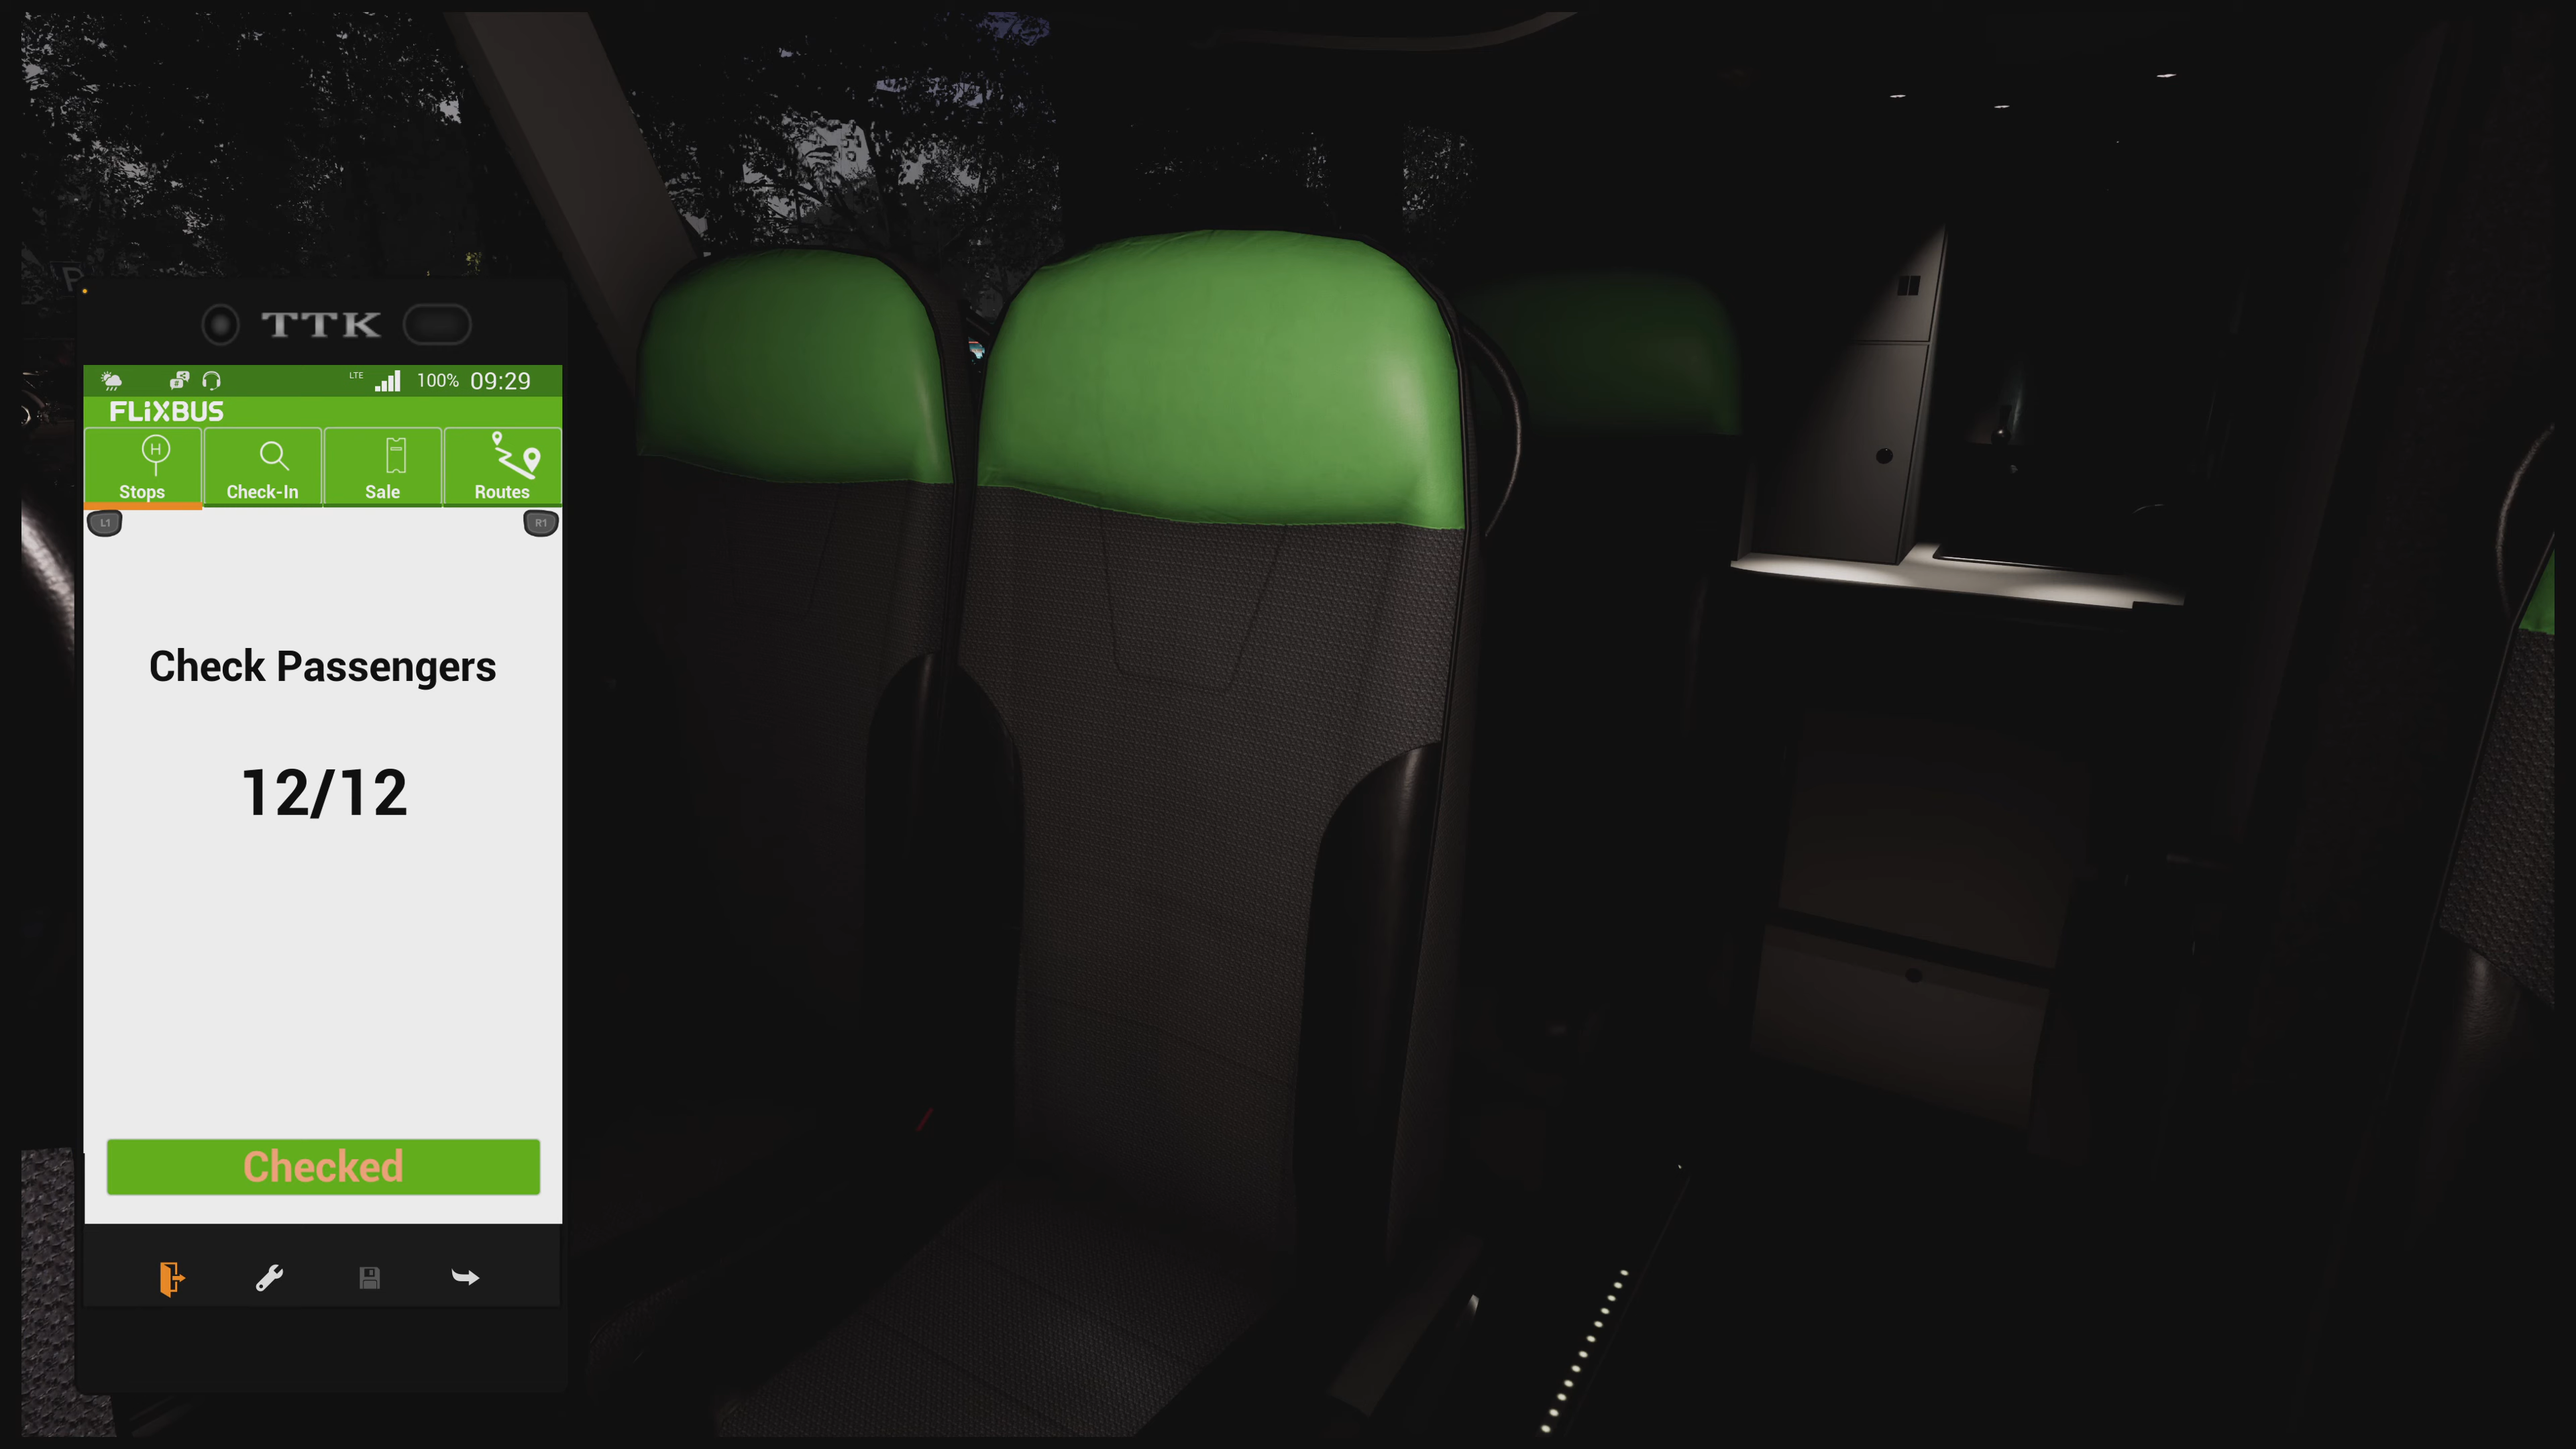 P
TTK
LTE 100% 09:29
FLiXBUS
H
Stops Check-In Sale Routes
L1 R1
Check Passengers
12/12
Checked